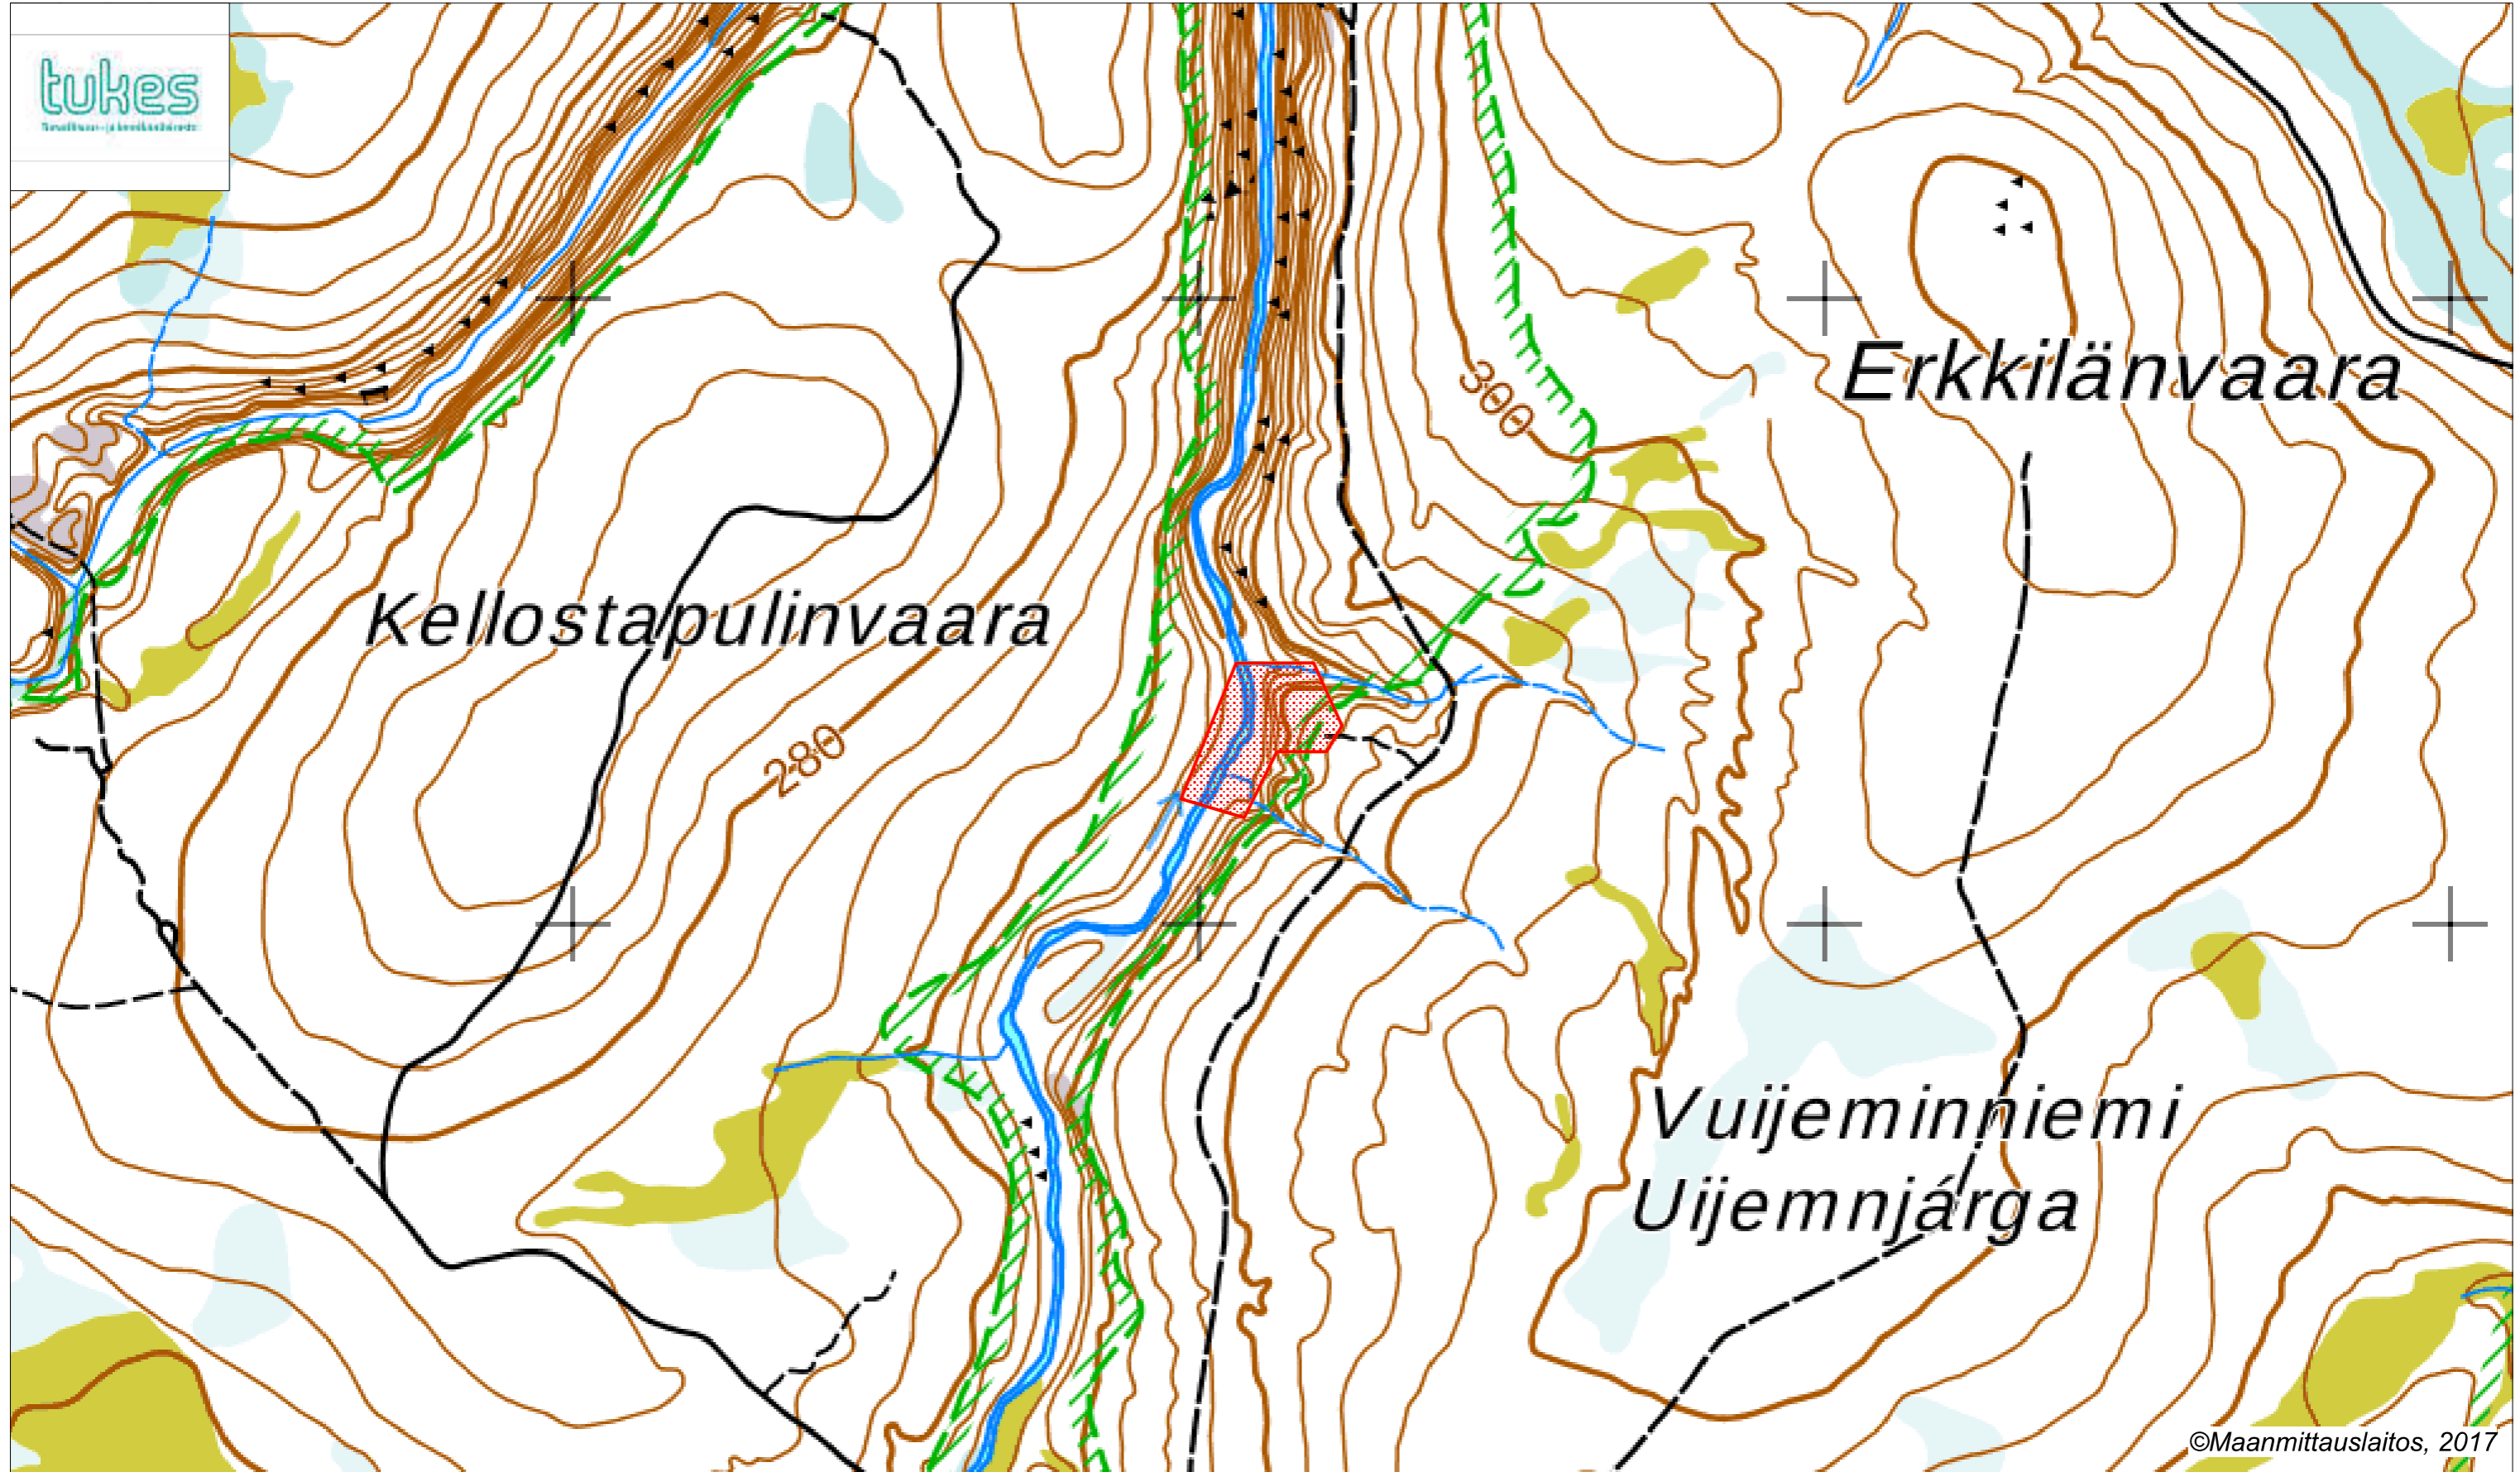 tukes
Erkkilänvaara
300
Kellostapulinvaara
280
Vuijeminniemi
Uijemnjárga
©Maanmittauslaitos, 2017